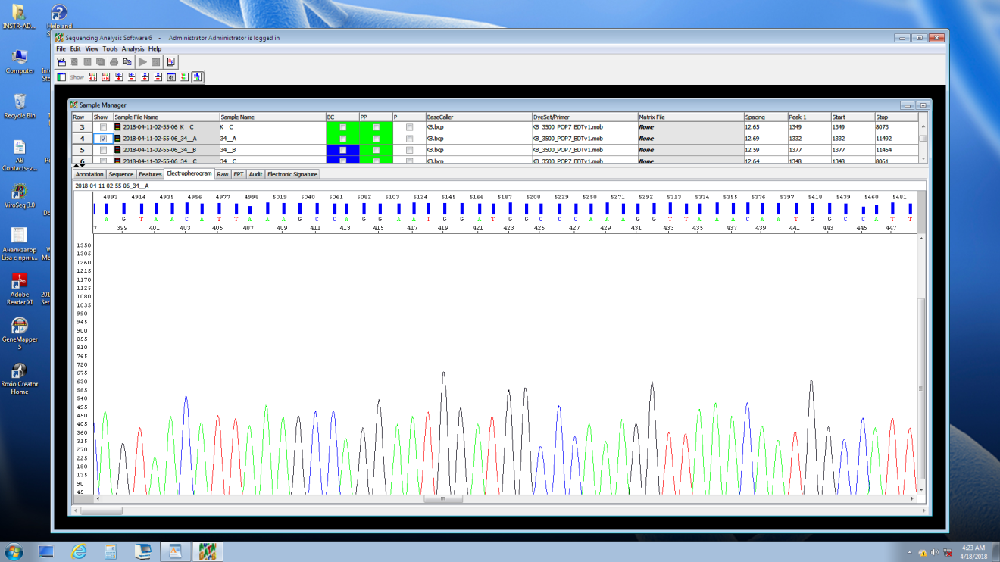 INSTR-AD...
Help and
Computer
Recycle Bin
AB
Contacts-v...
ViroSeq 3.0
Анализатор
Lisa с прин...
Adobe
Reader XI
GeneMapper
5
Roxio Creator
Home
Sequencing Analysis Software 6 - Administrator Administrator is logged in
File Edit View Tools Analysis Help
Show
Sample Manager
Row Show Sample File Name Sample Name BC PP P BaseCaller DyeSet/Primer Matrix File Spacing Peak 1 Start Stop
3 2018-04-11-02-55-06_K__C K__C KB.bcp KB_3500_POP7_BDTv1.mob None 12.65 1349 1349 8073
4 2018-04-11-02-55-06_34__A 34__A KB.bcp KB_3500_POP7_BDTv1.mob None 12.69 1332 1332 11492
5 2018-04-11-02-55-06_34__B 34__B KB.bcp KB_3500_POP7_BDTv1.mob None 12.59 1377 1377 11454
6 2018-04-11-02-55-06_34__C 34__C KB.bcp KB_3500_POP7_BDTv1.mob None 12.64 1348 1348 8061
Annotation Sequence Features Electropherogram Raw EPT Audit Electronic Signature
2018-04-11-02-55-06_34__A
4893 4914 4935 4956 4977 4998 5019 5040 5061 5082 5103 5124 5145 5166 5187 5208 5229 5250 5271 5292 5313 5334 5355 5376 5397 5418 5439 5460 5481
A G T A A C A T T A A G C C A G G A A T G G A T G G C C A A A G G T T A A A C A A T G G C C A T T
7 399 401 403 405 407 409 411 413 415 417 419 421 423 425 427 429 431 433 435 437 439 441 443 445 447
1350
1305
1260
1215
1170
1125
1080
1035
990
945
900
855
810
765
720
675
630
585
540
495
450
405
360
315
270
225
180
135
90
45
4:23 AM
4/18/2018